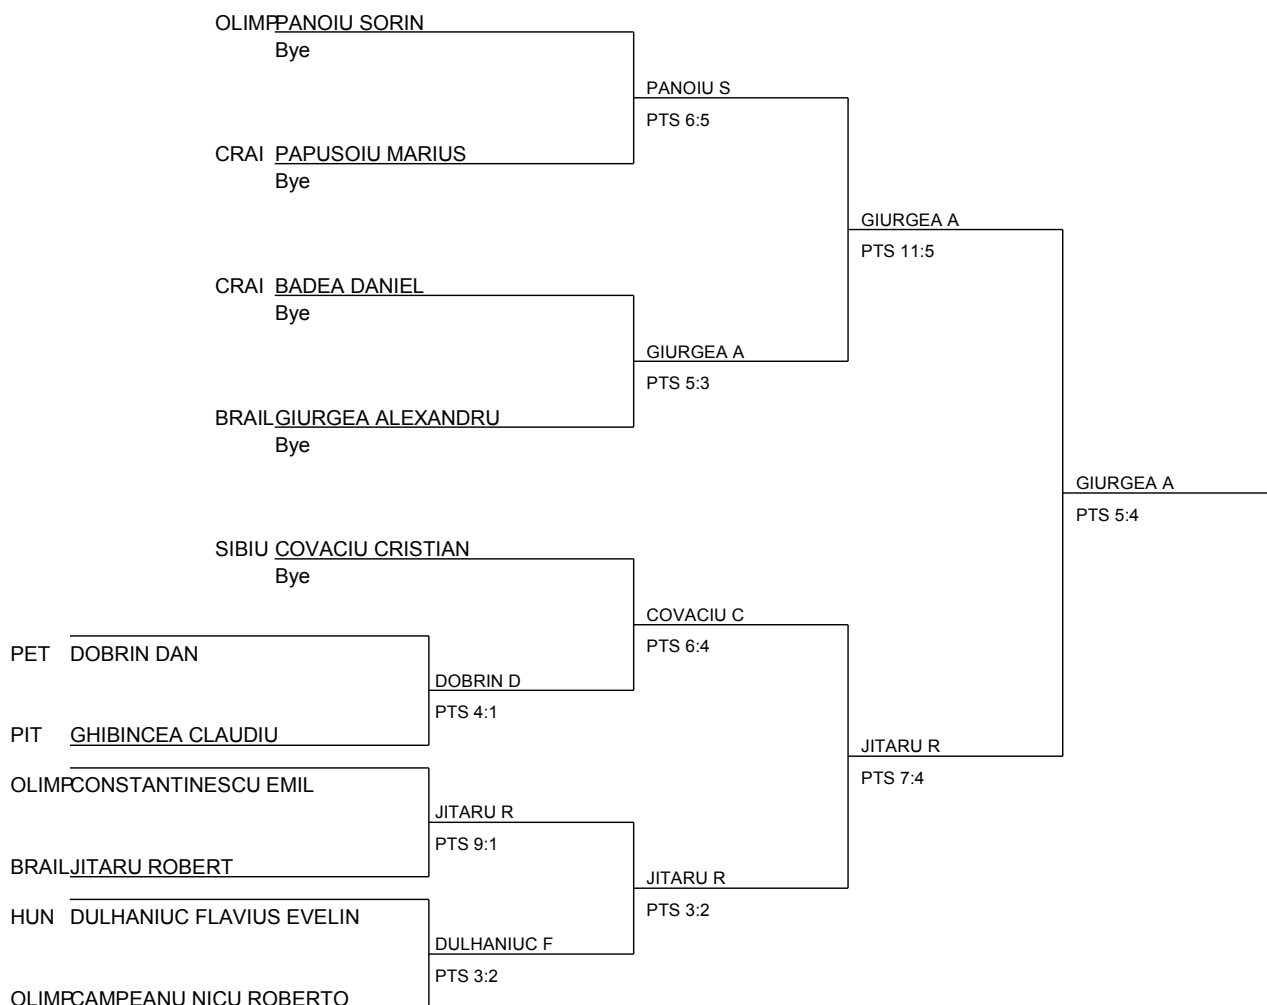 OLIMP PANOIU SORIN
Bye
PANOIU S
PTS 6:5
CRAI PAPUSOIU MARIUS
Bye
GIURGEA A
PTS 11:5
CRAI BADEA DANIEL
Bye
GIURGEA A
PTS 5:3
BRAIL GIURGEA ALEXANDRU
Bye
GIURGEA A
PTS 5:4
SIBIU COVACIU CRISTIAN
Bye
COVACIU C
PTS 6:4
PET DOBRIN DAN
DOBRIN D
PTS 4:1
PIT GHIBINCEA CLAUDIU
JITARU R
PTS 7:4
OLIMP CONSTANTINESCU EMIL
JITARU R
PTS 9:1
BRAIL JITARU ROBERT
JITARU R
PTS 3:2
HUN DULHANIUC FLAVIUS EVELIN
DULHANIUC F
PTS 3:2
OLIMP CAMPEANU NICU ROBERTO